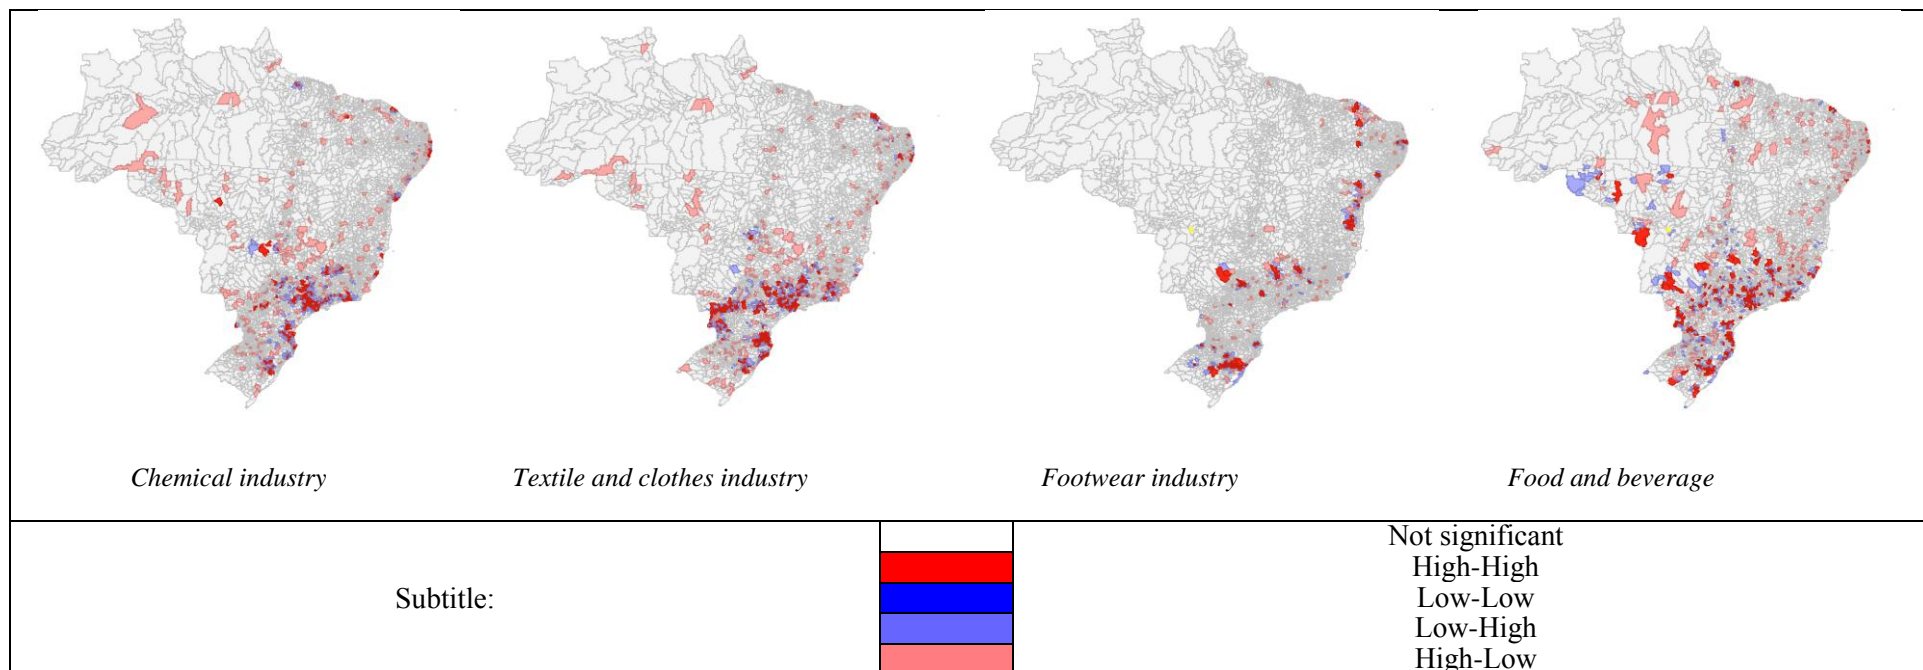 Chemical industry
Textile and clothes industry
Footwear industry
Food and beverage
Subtitle:
Not significant
High-High
Low-Low
Low-High
High-Low